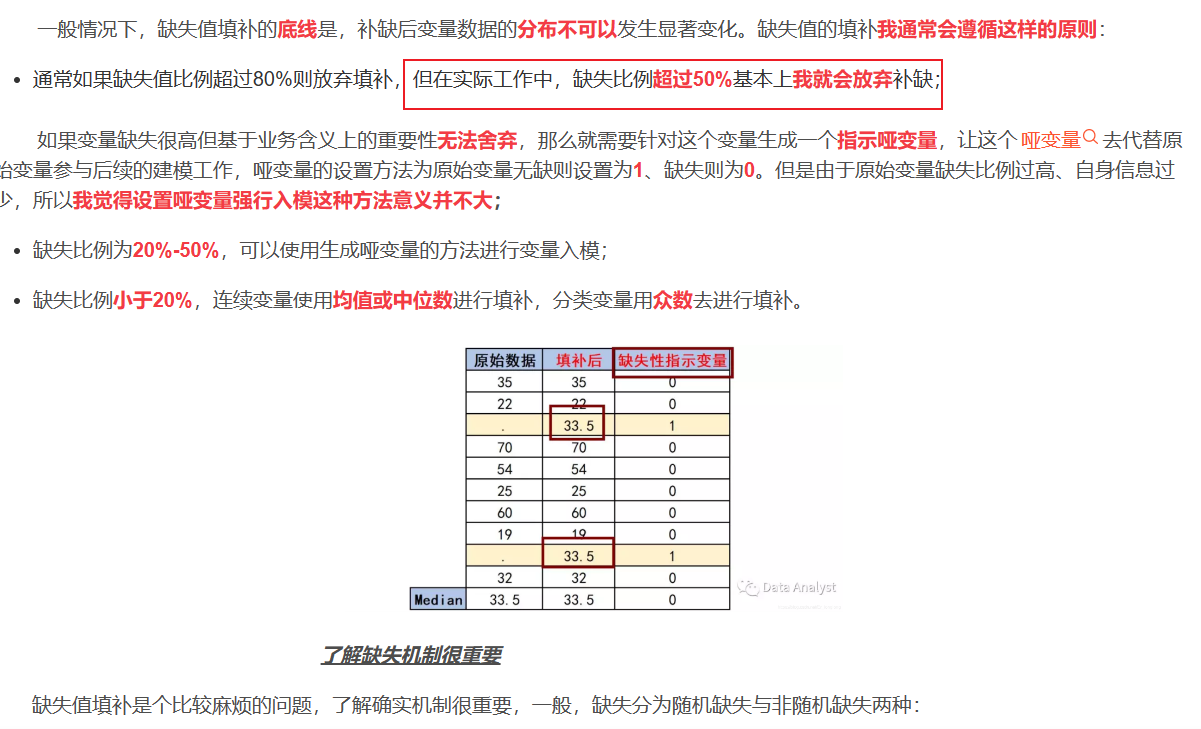 一般情况下，缺失值填补的底线是，补缺后变量数据的分布不可以发生显著变化。缺失值的填补我通常会遵循这样的原则：
• 通常如果缺失值比例超过80%则放弃填补，但在实际工作中，缺失比例超过50%基本上我就会放弃补缺；
如果变量缺失很高但基于业务含义上的重要性无法舍弃，那么就需要针对这个变量生成一个指示哑变量，让这个 哑变量 去代替原
始变量参与后续的建模工作，哑变量的设置方法为原始变量无缺则设置为1、缺失则为0。但是由于原始变量缺失比例过高、自身信息过
少，所以我觉得设置哑变量强行入模这种方法意义并不大；
• 缺失比例为20%-50%，可以使用生成哑变量的方法进行变量入模；
• 缺失比例小于20%，连续变量使用均值或中位数进行填补，分类变量用众数去进行填补。
原始数据 填补后 缺失性指示变量
35 35 0
22 22 0
. 33.5 1
70 70 0
54 54 0
25 25 0
60 60 0
19 19 0
. 33.5 1
32 32 0
Median 33.5 33.5 0
Data Analyst
了解缺失机制很重要
缺失值填补是个比较麻烦的问题，了解确实机制很重要，一般，缺失分为随机缺失与非随机缺失两种：